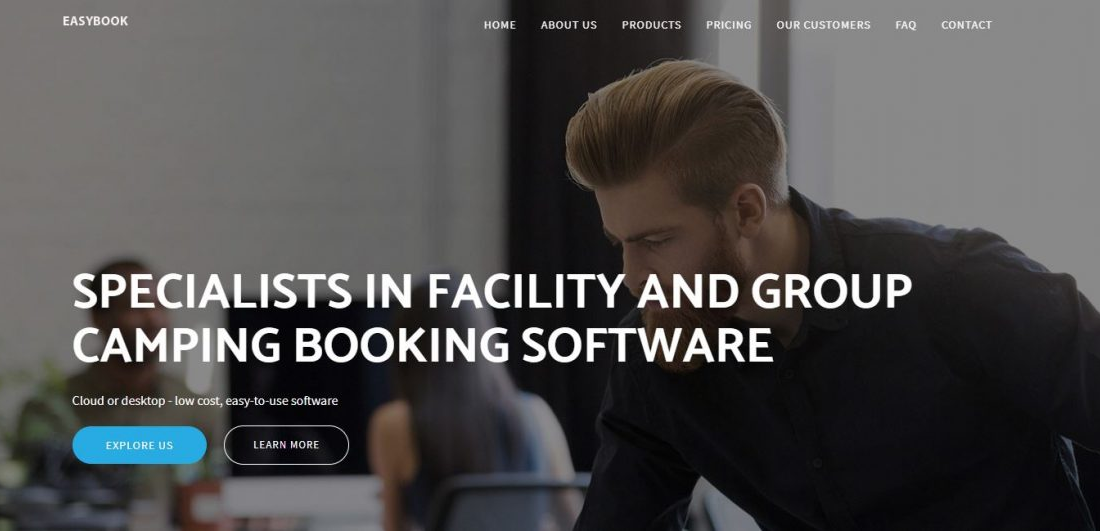 EASYBOOK
HOME ABOUT US PRODUCTS PRICING OUR CUSTOMERS FAQ CONTACT
SPECIALISTS IN FACILITY AND GROUP
CAMPING BOOKING SOFTWARE
Cloud or desktop - low cost, easy-to-use software
EXPLORE US LEARN MORE